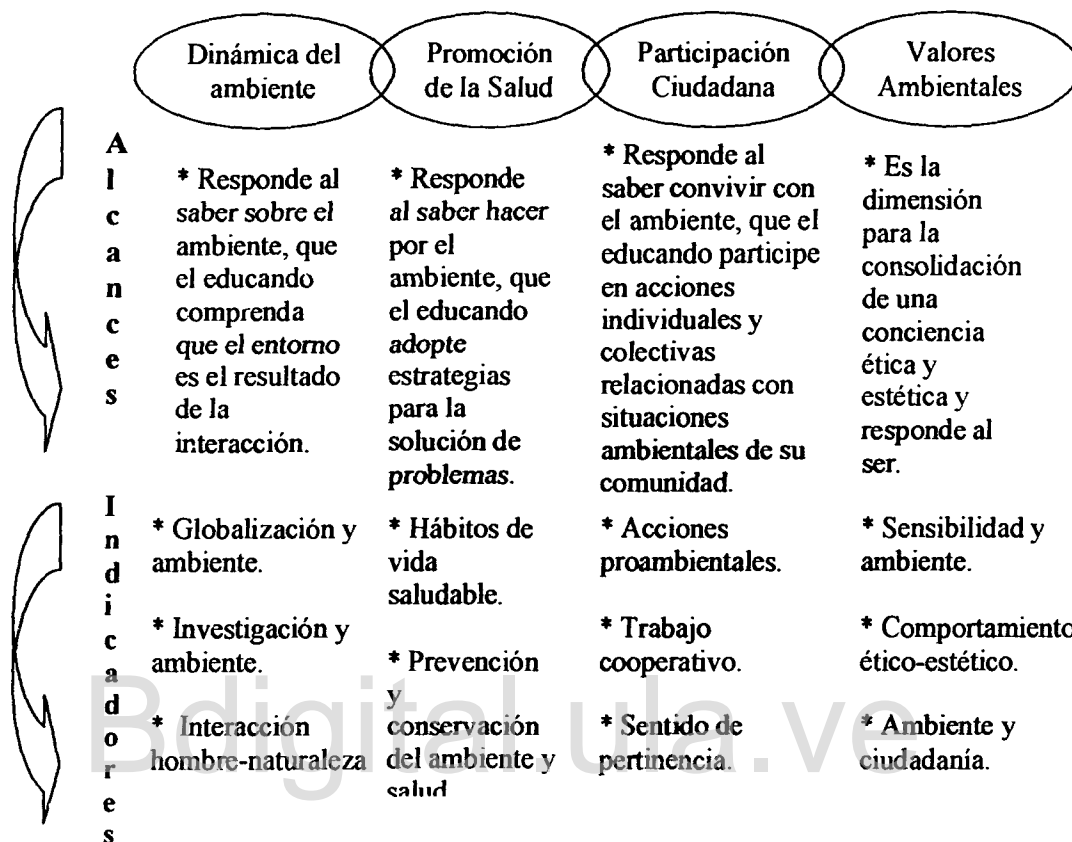 Dinámica del
ambiente
Promoción
de la Salud
Participación
Ciudadana
Valores
Ambientales
Alcances
* Responde al
saber sobre el
ambiente, que
el educando
comprenda
que el entorno
es el resultado
de la
interacción.
* Responde
al saber hacer
por el
ambiente, que
el educando
adopte
estrategias
para la
solución de
problemas.
* Responde al
saber convivir con
el ambiente, que el
educando participe
en acciones
individuales y
colectivas
relacionadas con
situaciones
ambientales de su
comunidad.
* Es la
dimensión
para la
consolidación
de una
conciencia
ética y
estética y
responde al
ser.
Indicadores
* Globalización y
ambiente.
* Investigación y
ambiente.
* Interacción
hombre-naturaleza
* Hábitos de
vida
saludable.
* Prevención
y
conservación
del ambiente y
salud
* Acciones
proambientales.
* Trabajo
cooperativo.
* Sentido de
pertinencia.
* Sensibilidad y
ambiente.
* Comportamiento
ético-estético.
* Ambiente y
ciudadanía.
Bdigital.ula.ve